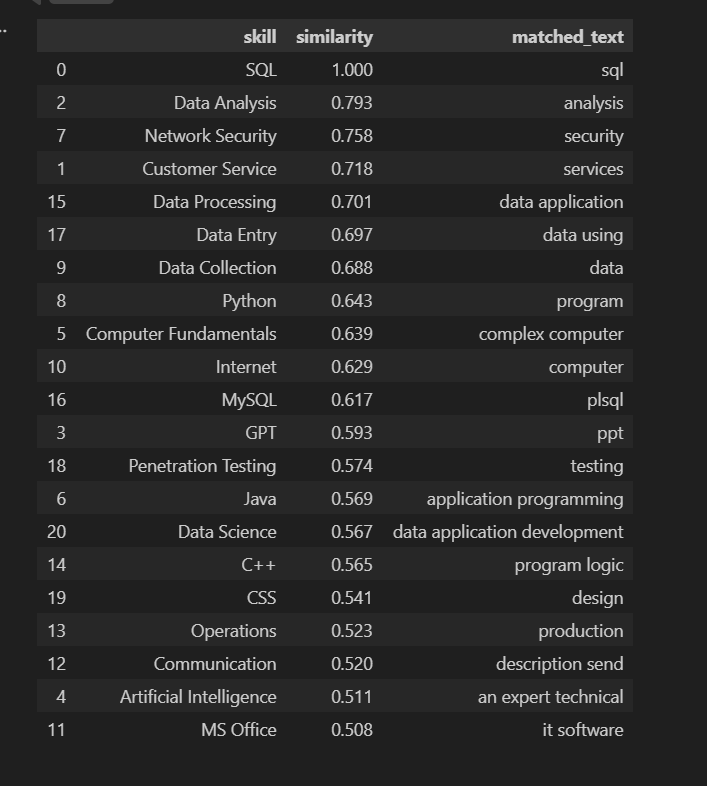 ..
skill similarity matched_text
0 SQL 1.000 sql
2 Data Analysis 0.793 analysis
7 Network Security 0.758 security
1 Customer Service 0.718 services
15 Data Processing 0.701 data application
17 Data Entry 0.697 data using
9 Data Collection 0.688 data
8 Python 0.643 program
5 Computer Fundamentals 0.639 complex computer
10 Internet 0.629 computer
16 MySQL 0.617 plsql
3 GPT 0.593 ppt
18 Penetration Testing 0.574 testing
6 Java 0.569 application programming
20 Data Science 0.567 data application development
14 C++ 0.565 program logic
19 CSS 0.541 design
13 Operations 0.523 production
12 Communication 0.520 description send
4 Artificial Intelligence 0.511 an expert technical
11 MS Office 0.508 it software